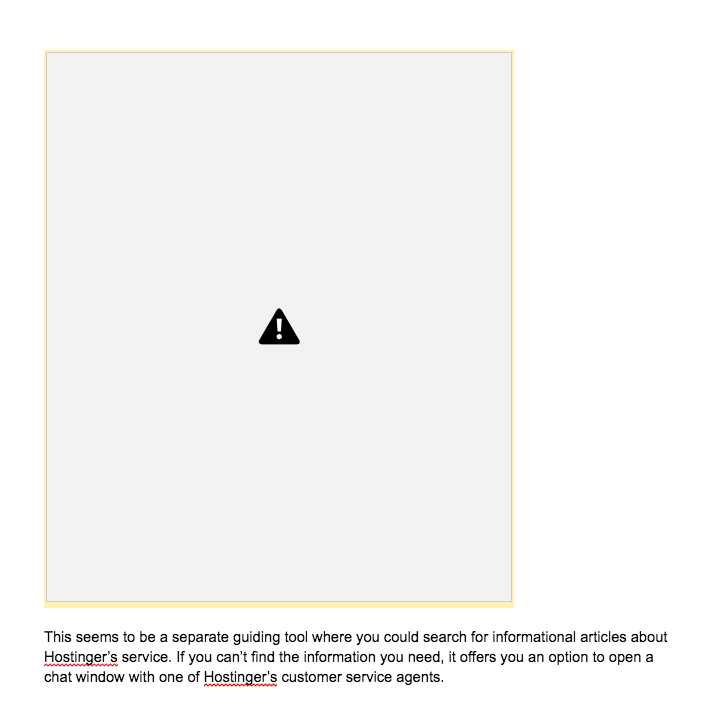 This seems to be a separate guiding tool where you could search for informational articles about
Hostinger’s service. If you can’t find the information you need, it offers you an option to open a
chat window with one of Hostinger’s customer service agents.